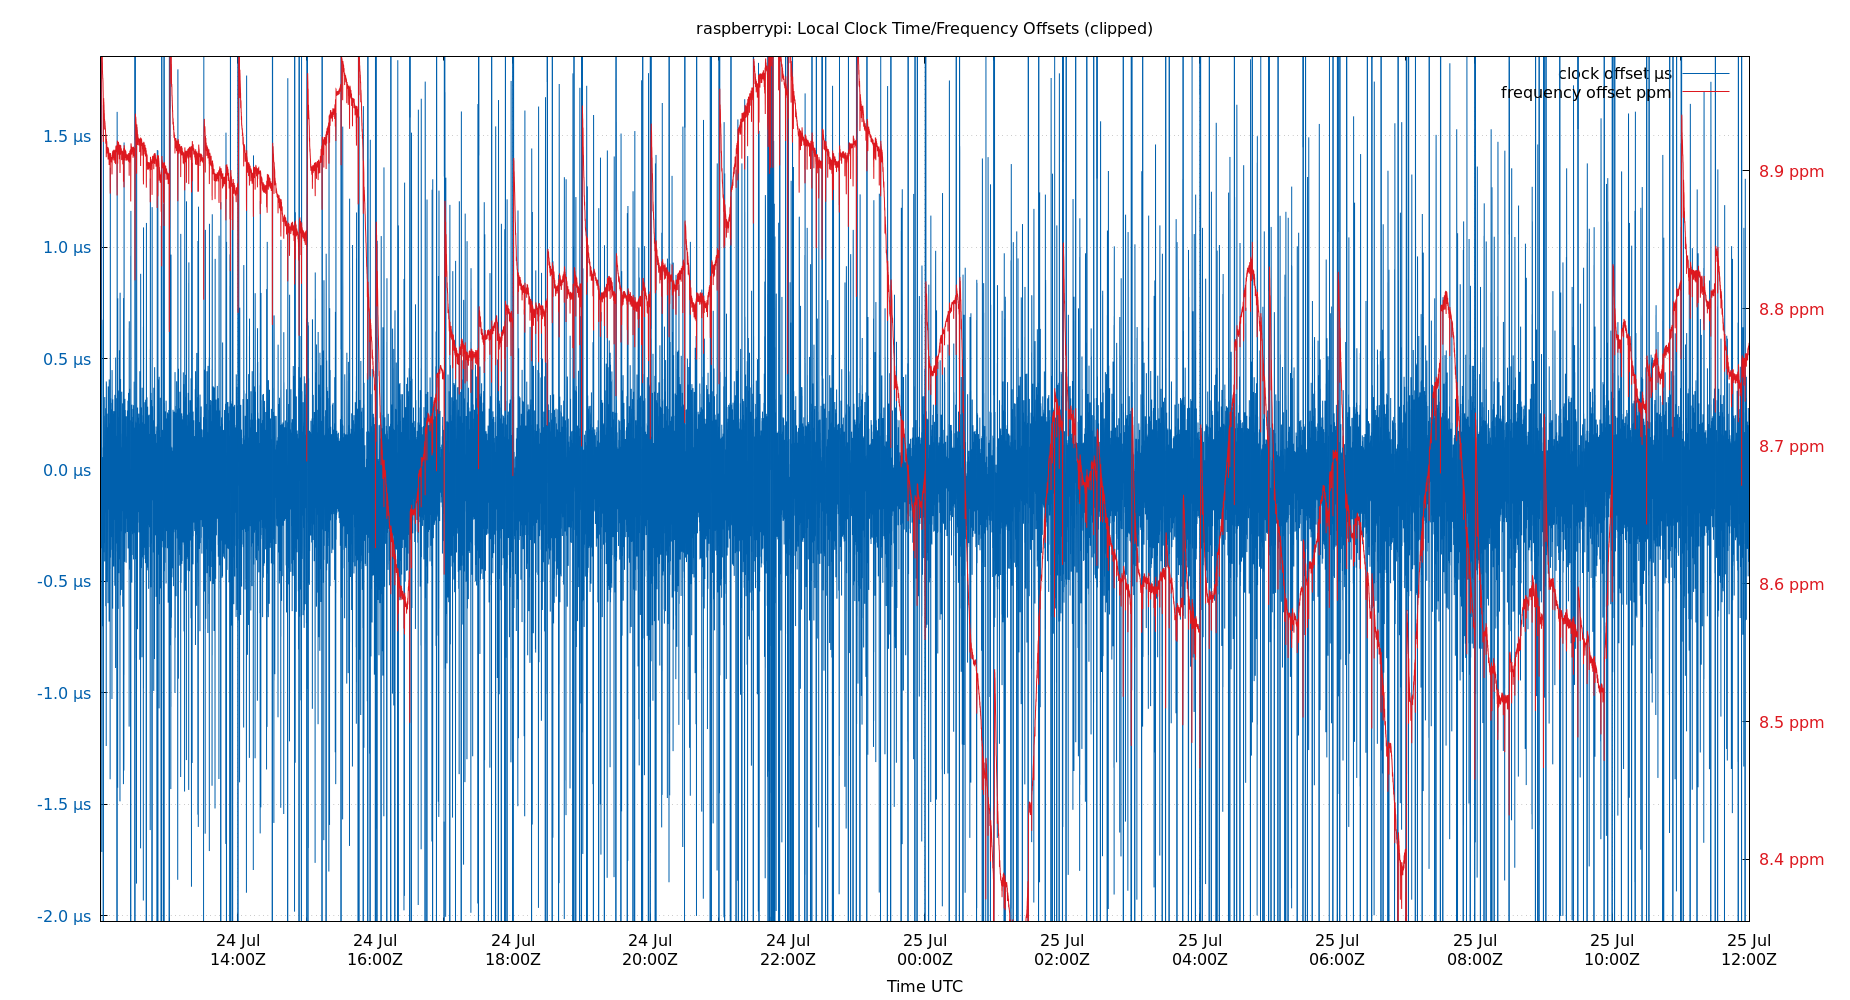 raspberrypi: Local Clock Time/Frequency Offsets (clipped)
clock offset µs
frequency offset ppm
1.5 µs
1.0 µs
0.5 µs
0.0 µs
-0.5 µs
-1.0 µs
-1.5 µs
-2.0 µs
8.9 ppm
8.8 ppm
8.7 ppm
8.6 ppm
8.5 ppm
8.4 ppm
24 Jul
14:00Z
24 Jul
16:00Z
24 Jul
18:00Z
24 Jul
20:00Z
24 Jul
22:00Z
25 Jul
00:00Z
25 Jul
02:00Z
25 Jul
04:00Z
25 Jul
06:00Z
25 Jul
08:00Z
25 Jul
10:00Z
25 Jul
12:00Z
Time UTC